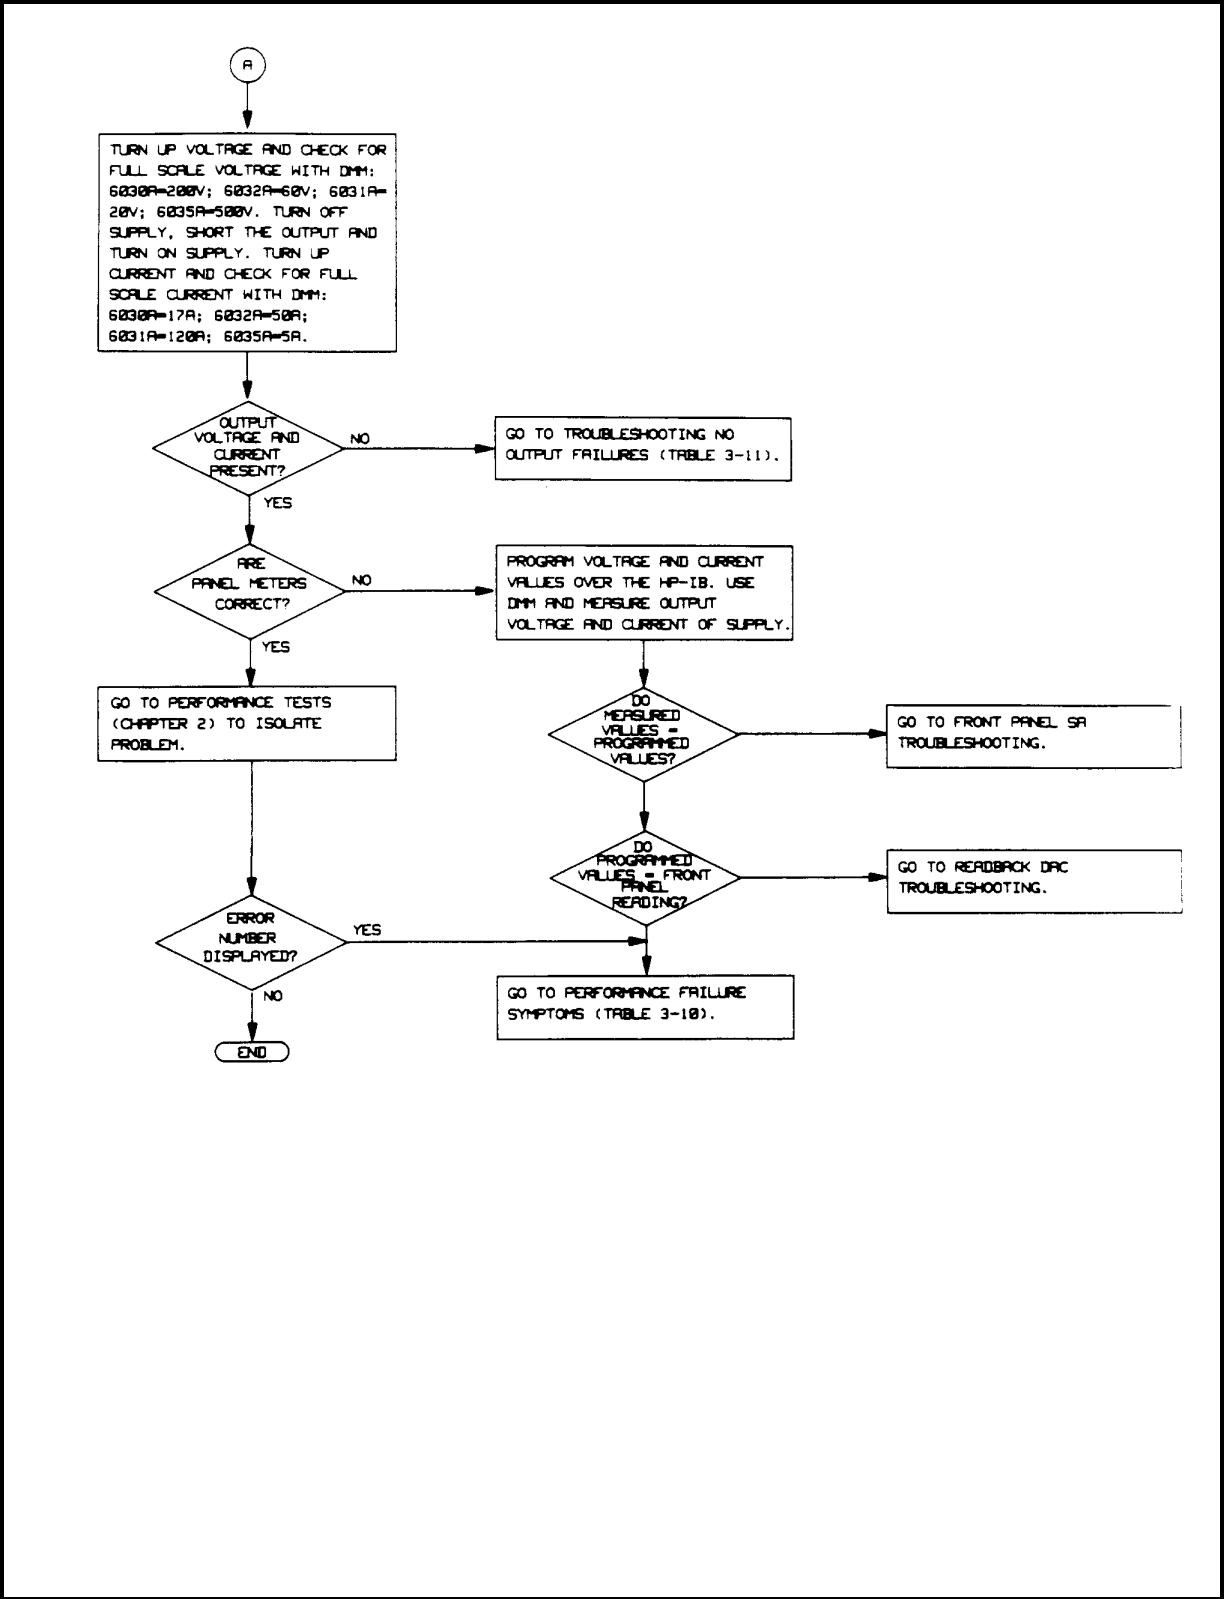 A
TURN UP VOLTAGE AND CHECK FOR
FULL SCALE VOLTAGE WITH DMM:
6030A=200V; 6032A=60V; 6031A=
20V; 6035A=500V. TURN OFF
SUPPLY, SHORT THE OUTPUT AND
TURN ON SUPPLY. TURN UP
CURRENT AND CHECK FOR FULL
SCALE CURRENT WITH DMM:
6030A=17A; 6032A=50A;
6031A=120A; 6035A=5A.
OUTPUT
VOLTAGE AND
CURRENT
PRESENT?
NO
GO TO TROUBLESHOOTING NO
OUTPUT FAILURES (TABLE 3-11).
YES
ARE
PANEL METERS
CORRECT?
NO
PROGRAM VOLTAGE AND CURRENT
VALUES OVER THE HP-IB. USE
DMM AND MEASURE OUTPUT
VOLTAGE AND CURRENT OF SUPPLY.
YES
GO TO PERFORMANCE TESTS
(CHAPTER 2) TO ISOLATE
PROBLEM.
DO
MEASURED
VALUES =
PROGRAMMED
VALUES?
GO TO FRONT PANEL SA
TROUBLESHOOTING.
DO
PROGRAMMED
VALUES = FRONT
PANEL
READING?
GO TO READBACK DAC
TROUBLESHOOTING.
ERROR
NUMBER
DISPLAYED?
YES
NO
GO TO PERFORMANCE FAILURE
SYMPTOMS (TABLE 3-10).
END